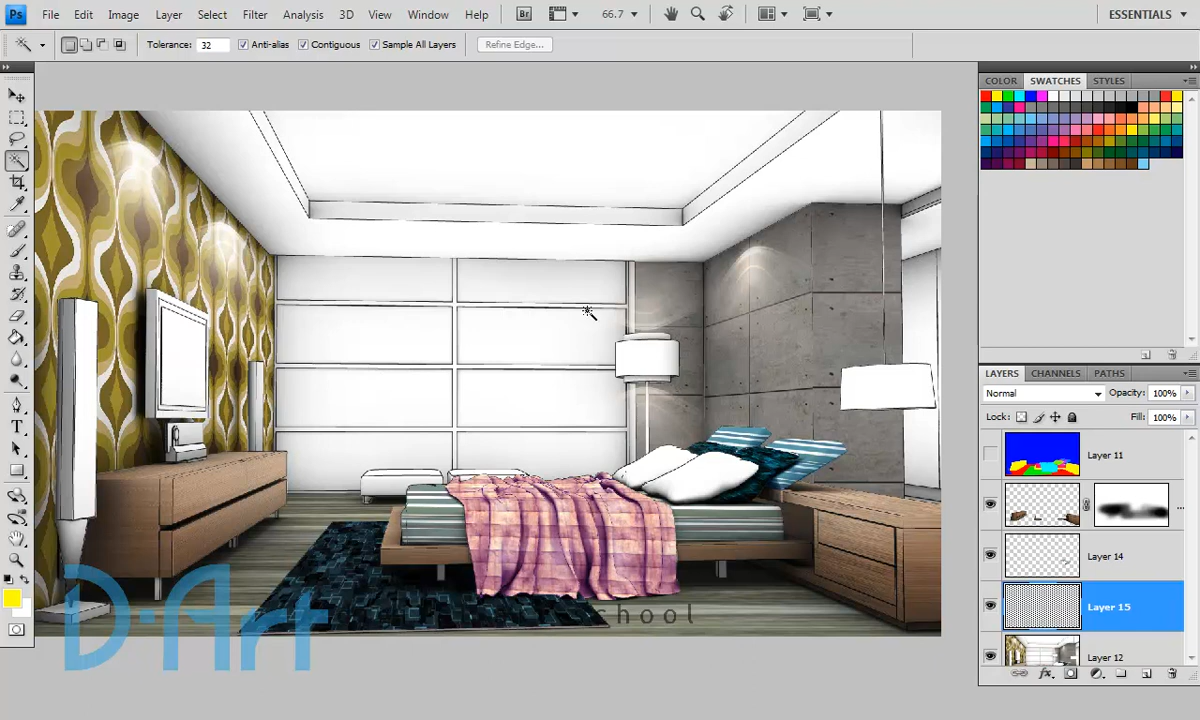 Ps File Edit Image Layer Select Filter Analysis 3D View Window Help Br 66.7 ESSENTIALS
Tolerance: 32 Anti-alias Contiguous Sample All Layers Refine Edge...
COLOR SWATCHES STYLES
LAYERS CHANNELS PATHS
Normal Opacity: 100%
Lock: Fill: 100%
Layer 11
...
Layer 14
Layer 15
Layer 12
D-Art
chool